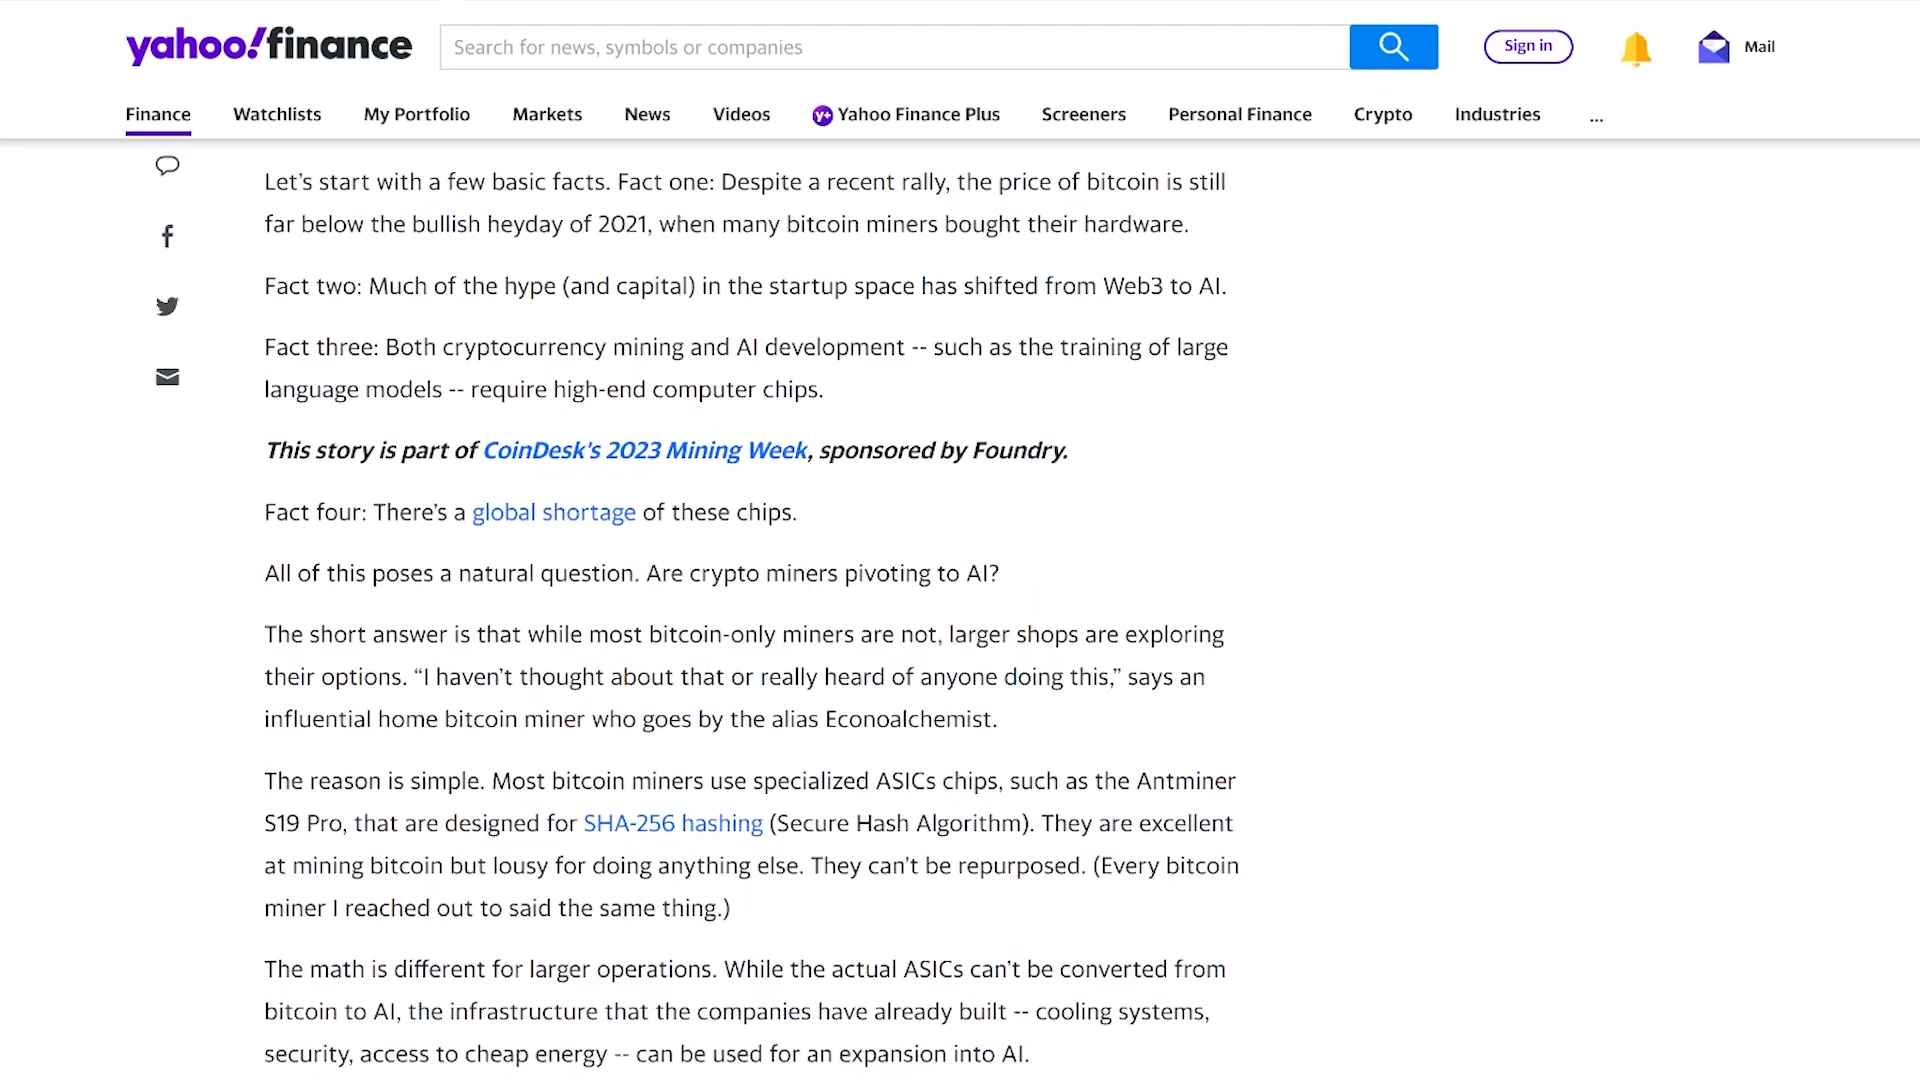 yahoo!finance
Search for news, symbols or companies
Sign in
Mail
Finance Watchlists My Portfolio Markets News Videos y+ Yahoo Finance Plus Screeners Personal Finance Crypto Industries ...
Let’s start with a few basic facts. Fact one: Despite a recent rally, the price of bitcoin is still
far below the bullish heyday of 2021, when many bitcoin miners bought their hardware.
Fact two: Much of the hype (and capital) in the startup space has shifted from Web3 to AI.
Fact three: Both cryptocurrency mining and AI development -- such as the training of large
language models -- require high-end computer chips.
This story is part of CoinDesk's 2023 Mining Week, sponsored by Foundry.
Fact four: There’s a global shortage of these chips.
All of this poses a natural question. Are crypto miners pivoting to AI?
The short answer is that while most bitcoin-only miners are not, larger shops are exploring
their options. “I haven’t thought about that or really heard of anyone doing this,” says an
influential home bitcoin miner who goes by the alias Econoalchemist.
The reason is simple. Most bitcoin miners use specialized ASICs chips, such as the Antminer
S19 Pro, that are designed for SHA-256 hashing (Secure Hash Algorithm). They are excellent
at mining bitcoin but lousy for doing anything else. They can’t be repurposed. (Every bitcoin
miner I reached out to said the same thing.)
The math is different for larger operations. While the actual ASICs can’t be converted from
bitcoin to AI, the infrastructure that the companies have already built -- cooling systems,
security, access to cheap energy -- can be used for an expansion into AI.